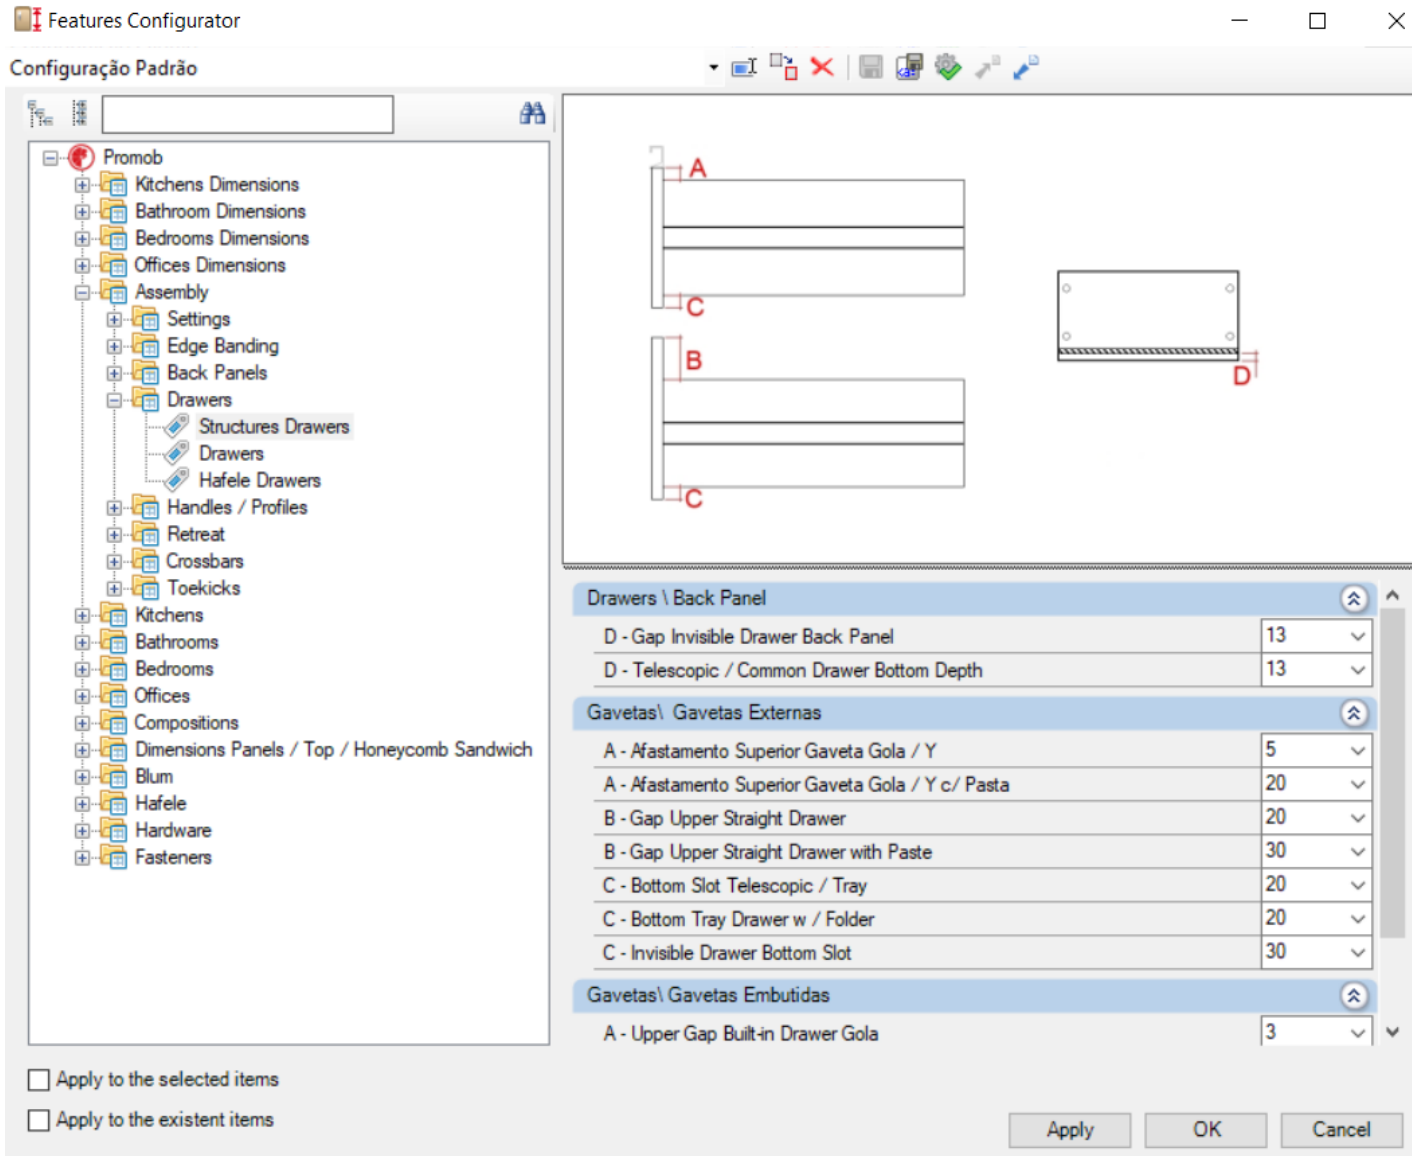 Features Configurator
Configuração Padrão
Promob
Kitchens Dimensions
Bathroom Dimensions
Bedrooms Dimensions
Offices Dimensions
Assembly
Settings
Edge Banding
Back Panels
Drawers
Structures Drawers
Drawers
Hafele Drawers
Handles / Profiles
Retreat
Crossbars
Toekicks
Kitchens
Bathrooms
Bedrooms
Offices
Compositions
Dimensions Panels / Top / Honeycomb Sandwich
Blum
Hafele
Hardware
Fasteners
A
C
B
C
D
Drawers \ Back Panel
D - Gap Invisible Drawer Back Panel 13
D - Telescopic / Common Drawer Bottom Depth 13
Gavetas\ Gavetas Externas
A - Afastamento Superior Gaveta Gola / Y 5
A - Afastamento Superior Gaveta Gola / Y c/ Pasta 20
B - Gap Upper Straight Drawer 20
B - Gap Upper Straight Drawer with Paste 30
C - Bottom Slot Telescopic / Tray 20
C - Bottom Tray Drawer w / Folder 20
C - Invisible Drawer Bottom Slot 30
Gavetas\ Gavetas Embutidas
A - Upper Gap Built-in Drawer Gola 3
Apply to the selected items
Apply to the existent items
Apply OK Cancel